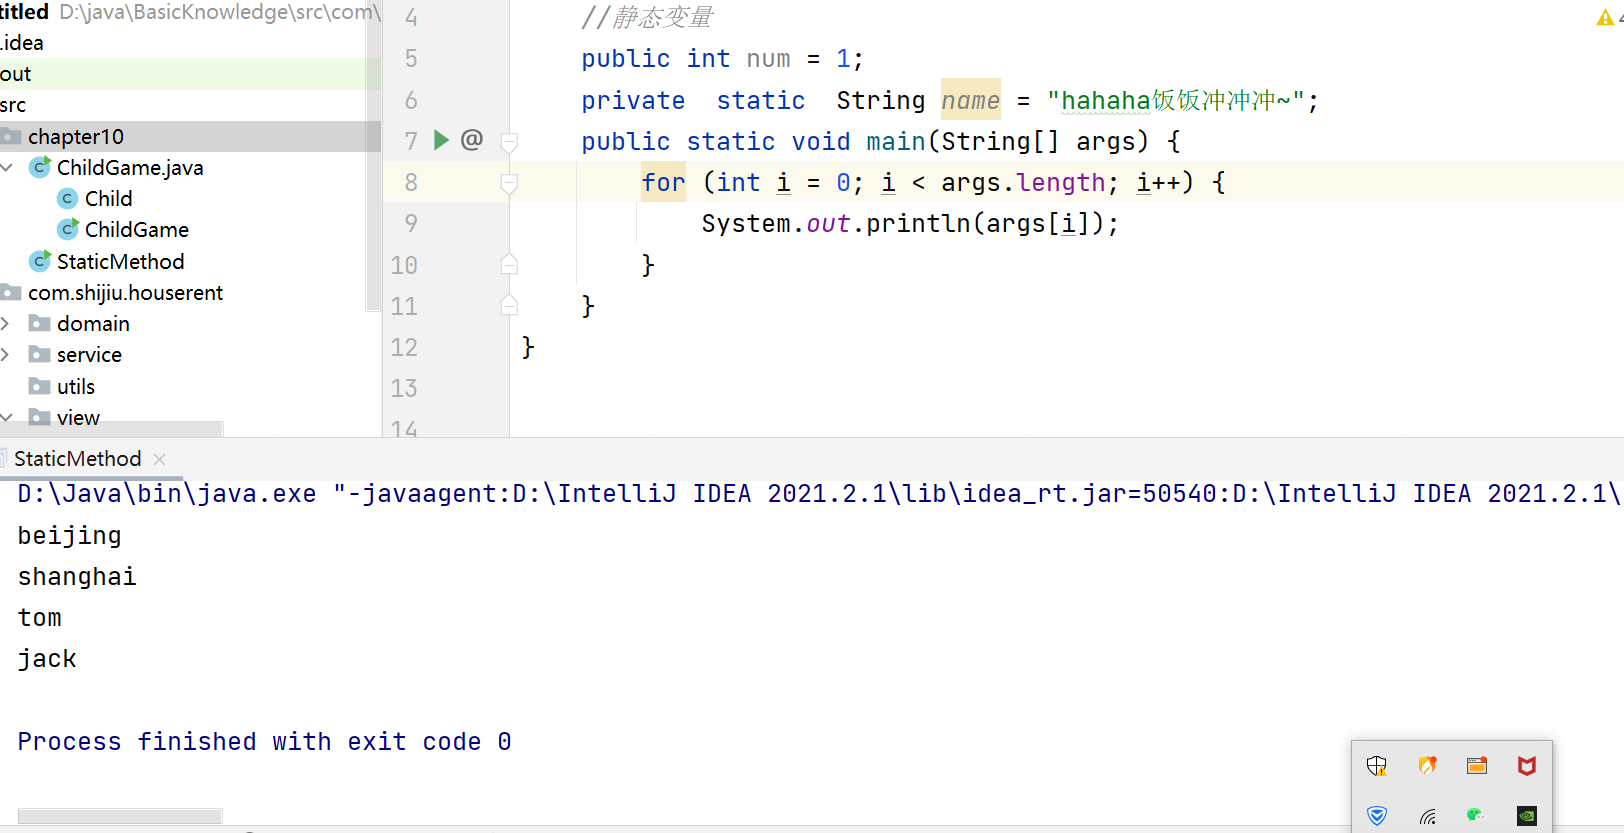 titled D:\java\BasicKnowledge\src\com\
.idea
out
src
chapter10
ChildGame.java
Child
ChildGame
StaticMethod
com.shijiu.houserent
domain
service
utils
view
4 //静态变量
5 public int num = 1;
6 private  static  String name = "hahaha饭饭冲冲冲~";
7 @ public static void main(String[] args) {
8 for (int i = 0; i < args.length; i++) {
9 System.out.println(args[i]);
10 }
11 }
12 }
13
14
StaticMethod
D:\Java\bin\java.exe "-javaagent:D:\IntelliJ IDEA 2021.2.1\lib\idea_rt.jar=50540:D:\IntelliJ IDEA 2021.2.1\
beijing
shanghai
tom
jack
Process finished with exit code 0